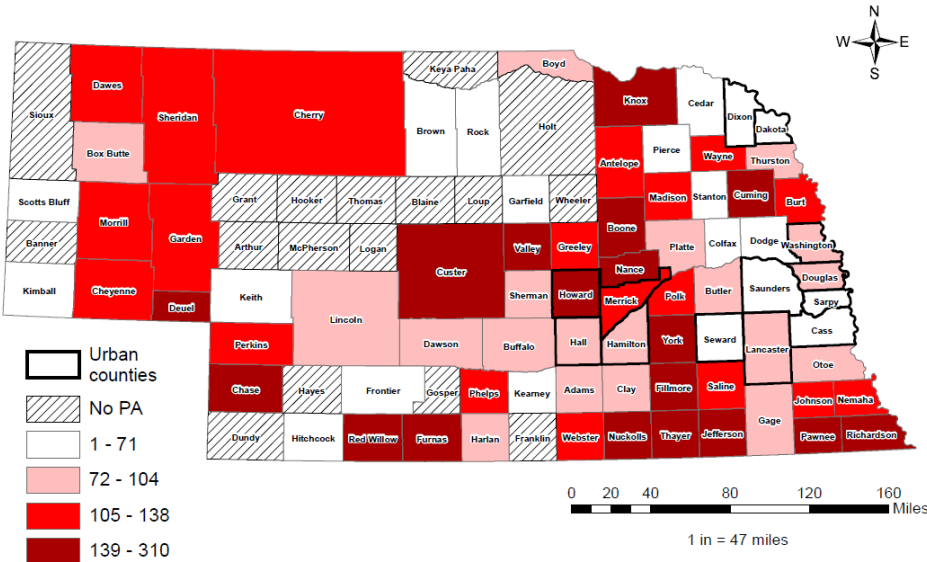 N
W E
S
Keya Paha
Boyd
Dawes
Knox
Cedar
Sioux
Sheridan
Cherry
Dixon
Holt
Dakota
Brown
Rock
Box Butte
Pierce
Wayne
Thurston
Antelope
Scotts Bluff
Grant
Hooker
Thomas
Blaine
Loup
Garfield
Wheeler
Madison
Stanton
Cuming
Burt
Morrill
Garden
Boone
Banner
Arthur
McPherson
Logan
Valley
Greeley
Platte
Colfax
Dodge
Washington
Custer
Nance
Douglas
Kimball
Cheyenne
Deuel
Keith
Sherman
Howard
Merrick
Polk
Butler
Saunders
Sarpy
Lincoln
Cass
Perkins
Dawson
Buffalo
Hall
Hamilton
York
Seward
Lancaster
Otoe
Chase
Hayes
Frontier
Gosper
Phelps
Kearney
Adams
Clay
Fillmore
Saline
Johnson
Nemaha
Gage
Dundy
Hitchcock
Red Willow
Furnas
Harlan
Franklin
Webster
Nuckolls
Thayer
Jefferson
Pawnee
Richardson
Urban
counties
No PA
1 - 71
72 - 104
105 - 138
139 - 310
0 20 40 80 120 160
Miles
1 in = 47 miles